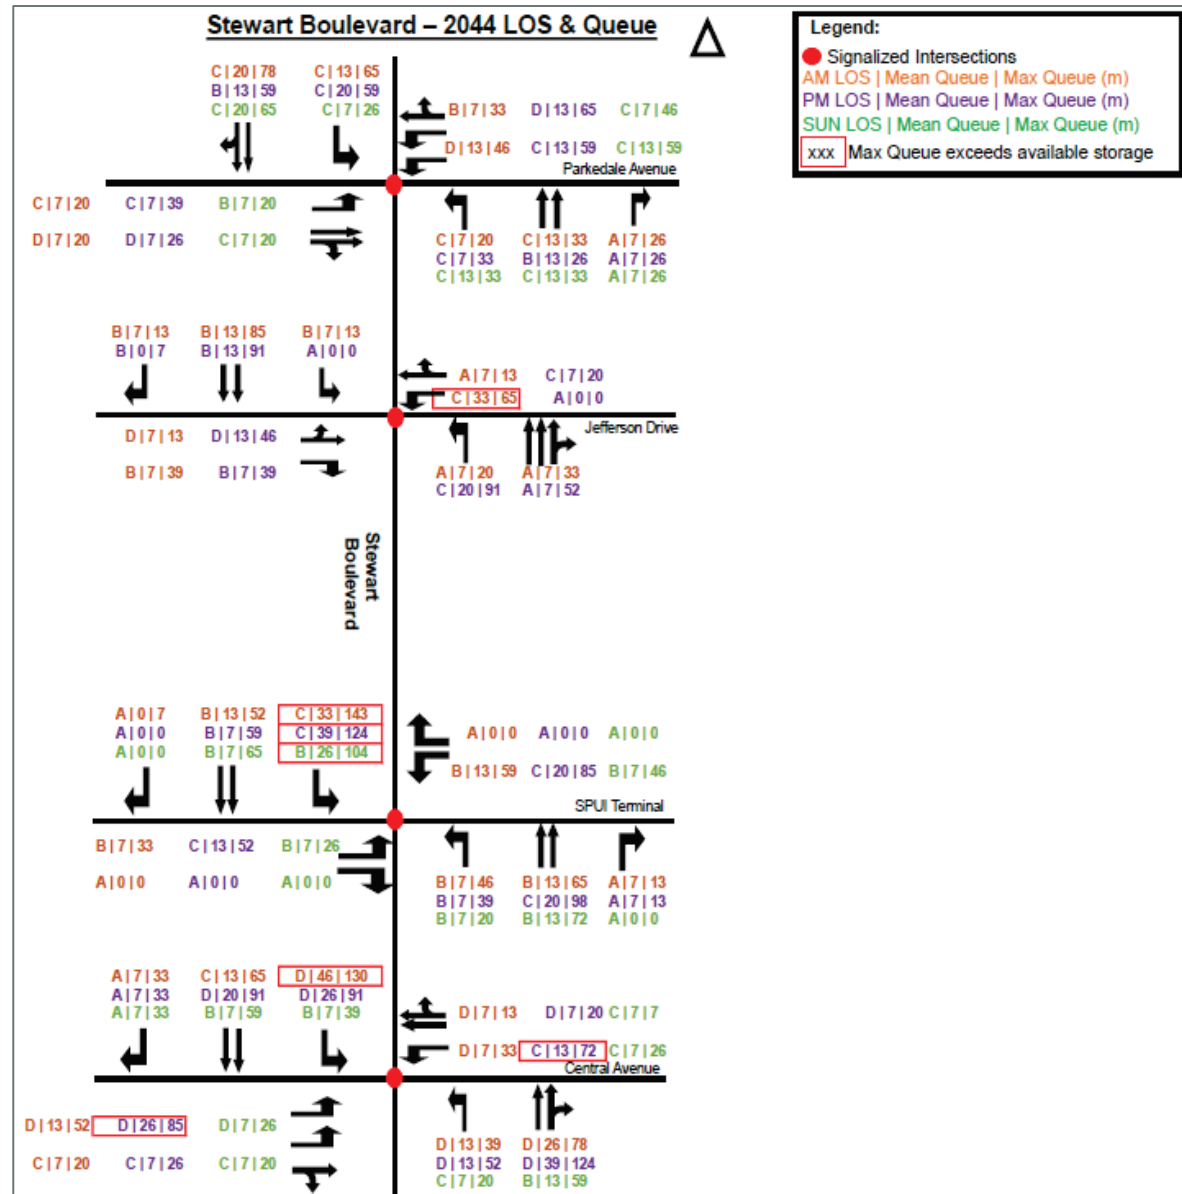 Stewart Boulevard – 2044 LOS & Queue
Legend:
Signalized Intersections
AM LOS | Mean Queue | Max Queue (m)
PM LOS | Mean Queue | Max Queue (m)
SUN LOS | Mean Queue | Max Queue (m)
xxx Max Queue exceeds available storage
C | 20 | 78 C | 13 | 65
B | 13 | 59 C | 20 | 59
C | 20 | 65 C | 7 | 26
B | 7 | 33 D | 13 | 65 C | 7 | 46
D | 13 | 46 C | 13 | 59 C | 13 | 59
Parkedale Avenue
C | 7 | 20 C | 7 | 39 B | 7 | 20
D | 7 | 20 D | 7 | 26 C | 7 | 20
C | 7 | 20 C | 13 | 33 A | 7 | 26
C | 7 | 33 B | 13 | 26 A | 7 | 26
C | 13 | 33 C | 13 | 33 A | 7 | 26
B | 7 | 13 B | 13 | 85 B | 7 | 13
B | 0 | 7 B | 13 | 91 A | 0 | 0
A | 7 | 13 C | 7 | 20
C | 33 | 65 A | 0 | 0
Jefferson Drive
D | 7 | 13 D | 13 | 46
B | 7 | 39 B | 7 | 39
A | 7 | 20 A | 7 | 33
C | 20 | 91 A | 7 | 52
Stewart
Boulevard
A | 0 | 7 B | 13 | 52 C | 33 | 143
A | 0 | 0 B | 7 | 59 C | 39 | 124
A | 0 | 0 B | 7 | 65 B | 26 | 104
A | 0 | 0 A | 0 | 0 A | 0 | 0
B | 13 | 59 C | 20 | 85 B | 7 | 46
SPUI Terminal
B | 7 | 33 C | 13 | 52 B | 7 | 26
A | 0 | 0 A | 0 | 0 A | 0 | 0
B | 7 | 46 B | 13 | 65 A | 7 | 13
B | 7 | 39 C | 20 | 98 A | 7 | 13
B | 7 | 20 B | 13 | 72 A | 0 | 0
A | 7 | 33 C | 13 | 65 D | 46 | 130
A | 7 | 33 D | 20 | 91 D | 26 | 91
A | 7 | 33 B | 7 | 59 B | 7 | 39
D | 7 | 13 D | 7 | 20 C | 7 | 7
D | 7 | 33 C | 13 | 72 C | 7 | 26
Central Avenue
D | 13 | 52 D | 26 | 85 D | 7 | 26
C | 7 | 20 C | 7 | 26 C | 7 | 20
D | 13 | 39 D | 26 | 78
D | 13 | 52 D | 39 | 124
C | 7 | 20 B | 13 | 59